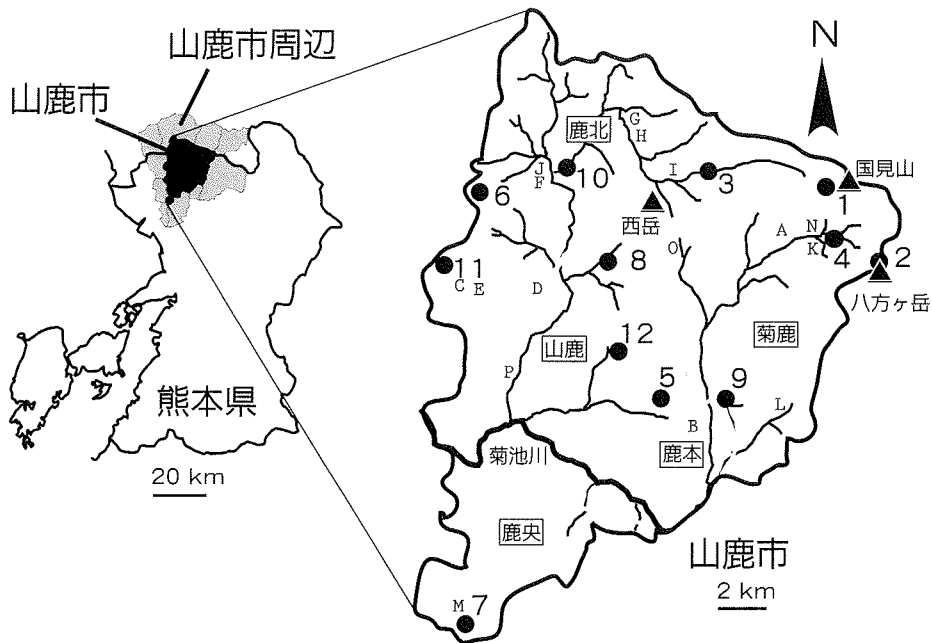 山鹿市周辺
山鹿市
熊本県
20 km
N
鹿北
G
H
国見山
J
F
10
I
3
1
6
西岳
A
N
K
4
2
O
11
C
E
D
8
八方ヶ岳
菊鹿
山鹿
12
P
5
9
L
B
菊池川
鹿本
鹿央
山鹿市
2 km
M
7